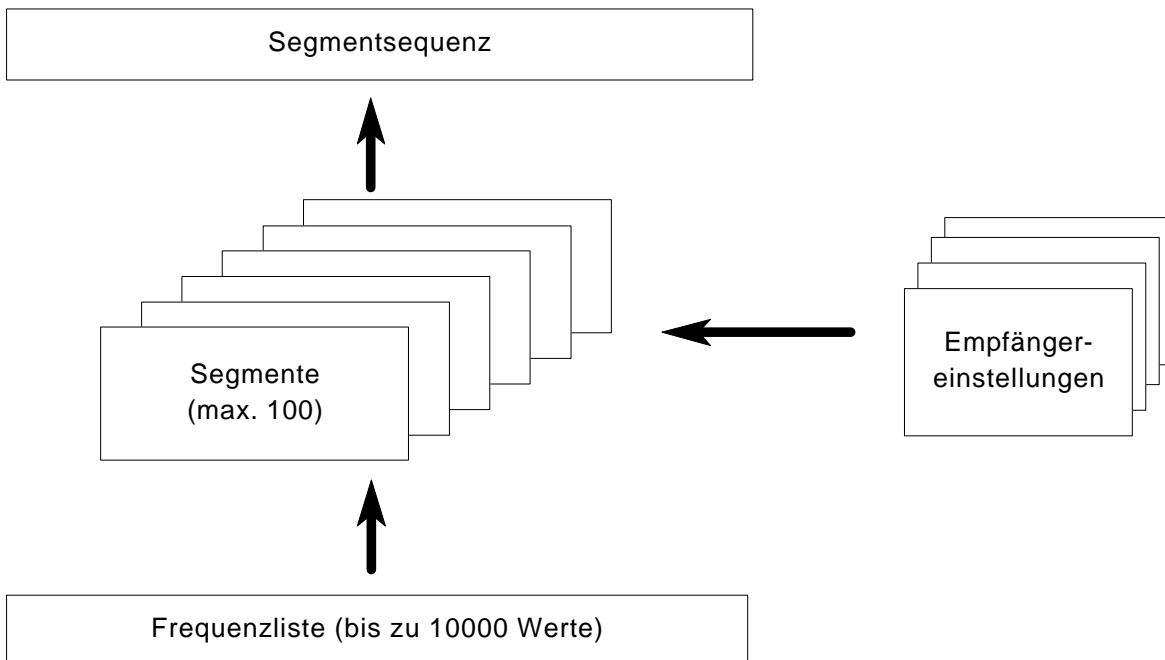 Segmentsequenz
Segmente
(max. 100)
Empfänger-
einstellungen
Frequenzliste (bis zu 10000 Werte)